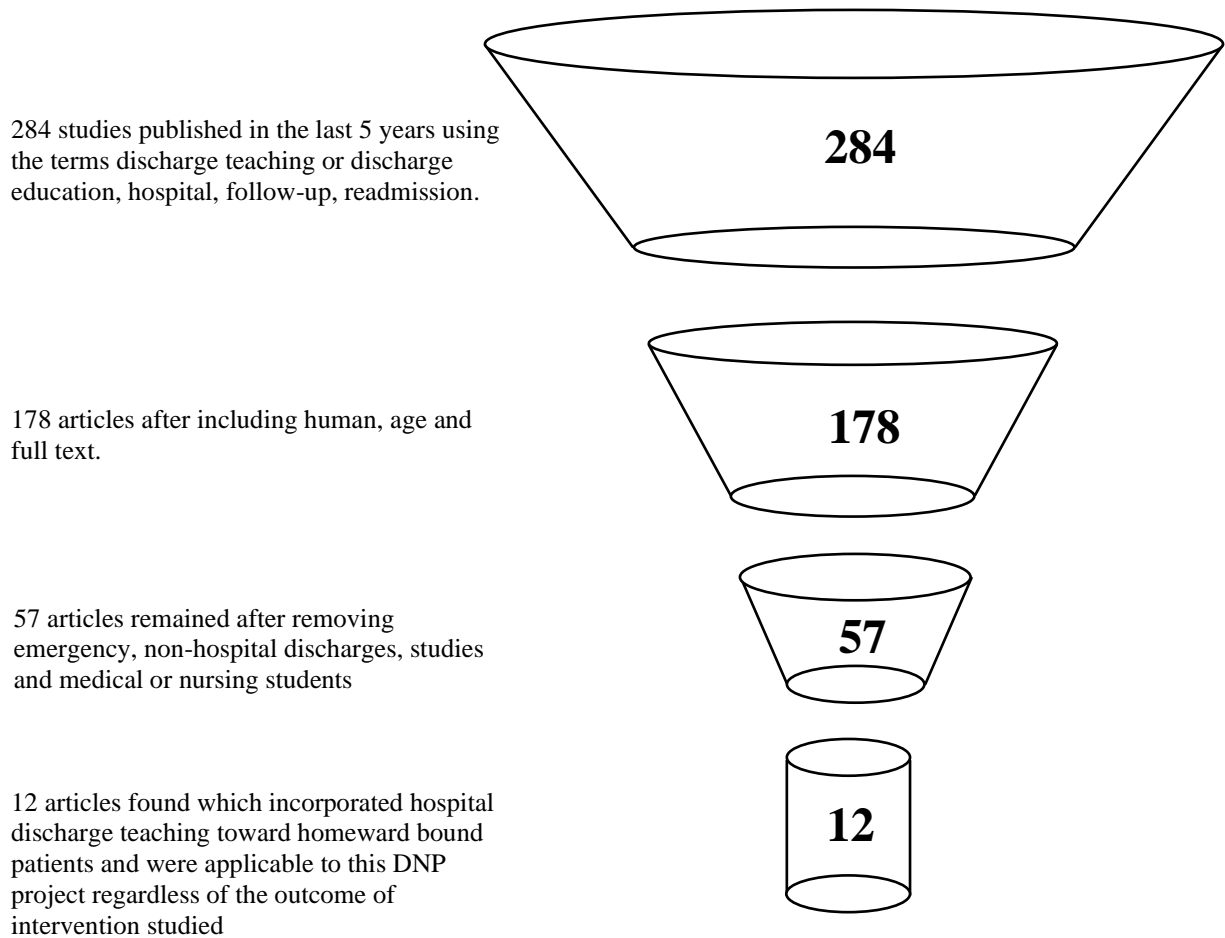 284 studies published in the last 5 years using
the terms discharge teaching or discharge
education, hospital, follow-up, readmission.
284
178 articles after including human, age and
full text.
178
57 articles remained after removing
emergency, non-hospital discharges, studies
and medical or nursing students
57
12 articles found which incorporated hospital
discharge teaching toward homeward bound
patients and were applicable to this DNP
project regardless of the outcome of
intervention studied
12